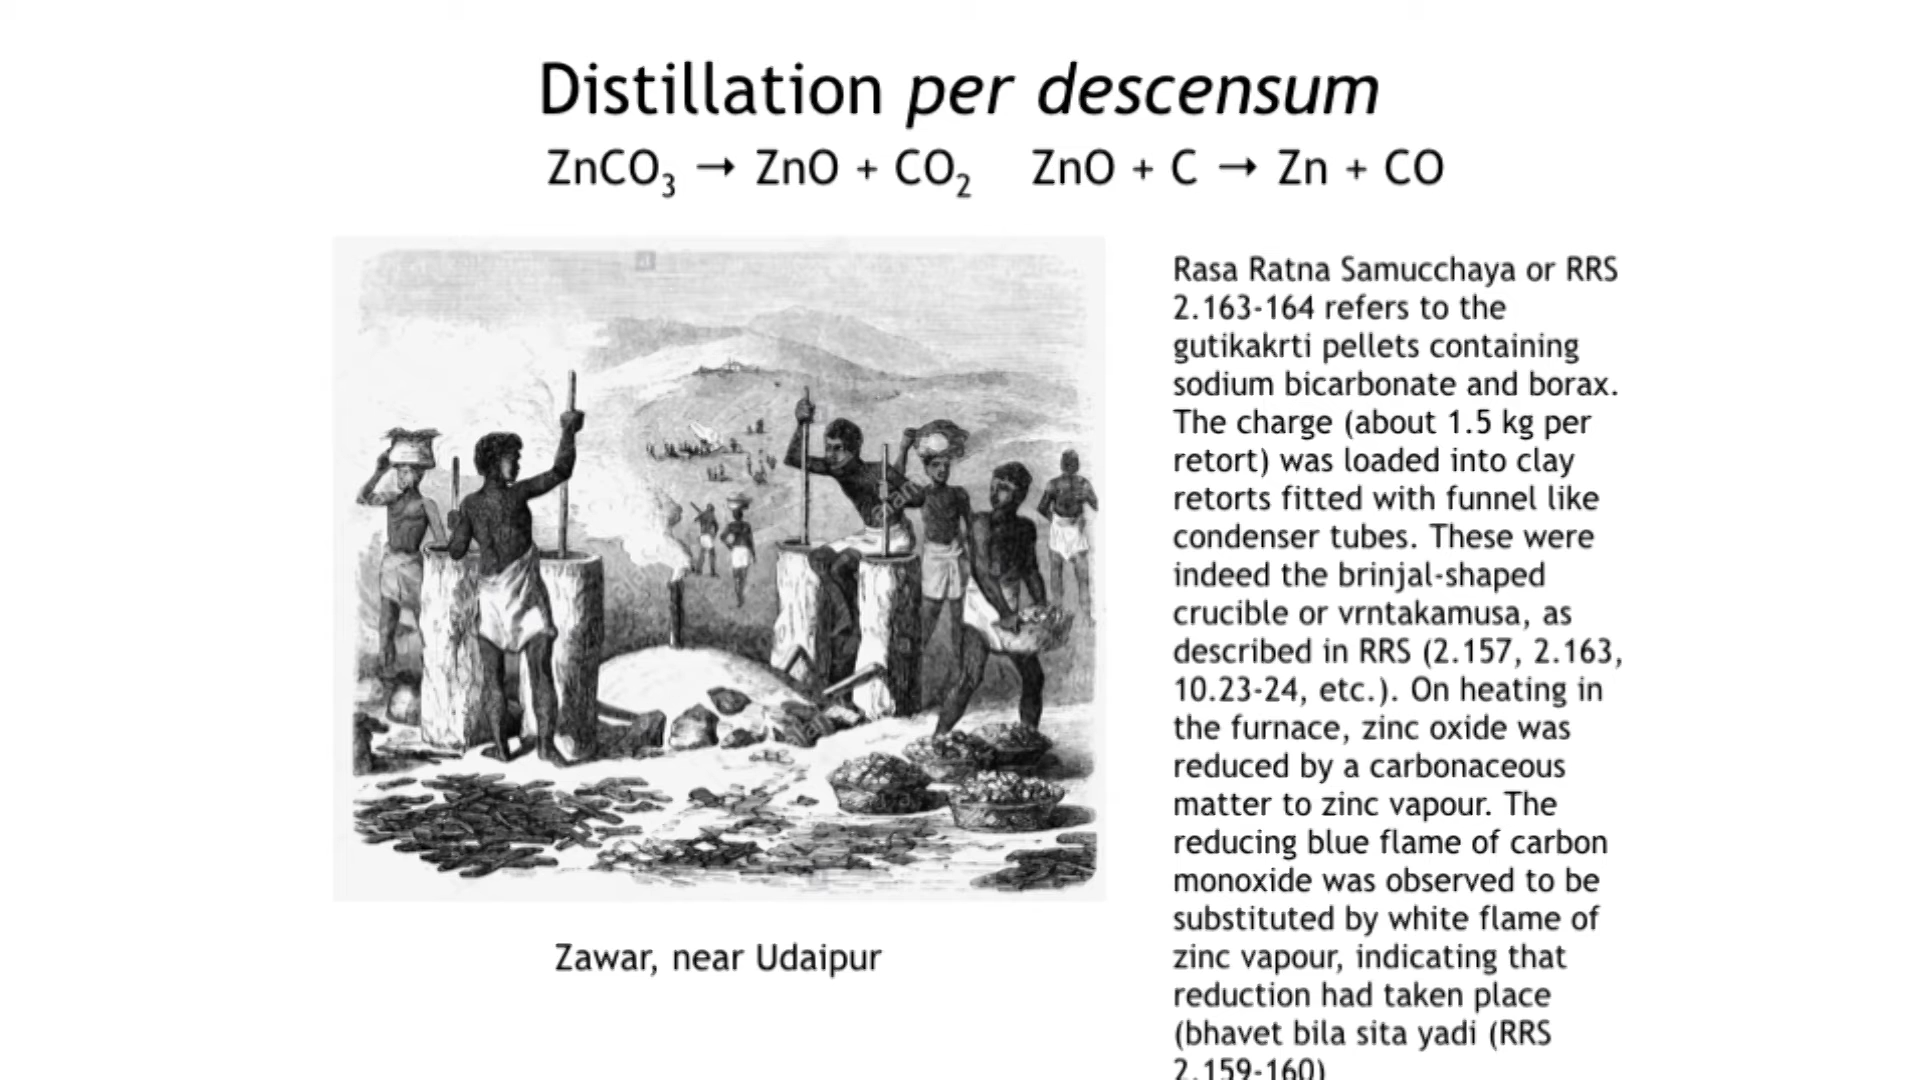 Distillation per descensum
ZnCO₃ → ZnO + CO₂ ZnO + C → Zn + CO
Rasa Ratna Samucchaya or RRS
2.163-164 refers to the
gutikakrti pellets containing
sodium bicarbonate and borax.
The charge (about 1.5 kg per
retort) was loaded into clay
retorts fitted with funnel like
condenser tubes. These were
indeed the brinjal-shaped
crucible or vrntakamusa, as
described in RRS (2.157, 2.163,
10.23-24, etc.). On heating in
the furnace, zinc oxide was
reduced by a carbonaceous
matter to zinc vapour. The
reducing blue flame of carbon
monoxide was observed to be
substituted by white flame of
zinc vapour, indicating that
reduction had taken place
(bhavet bila sita yadi (RRS
2.159-160)
Zawar, near Udaipur